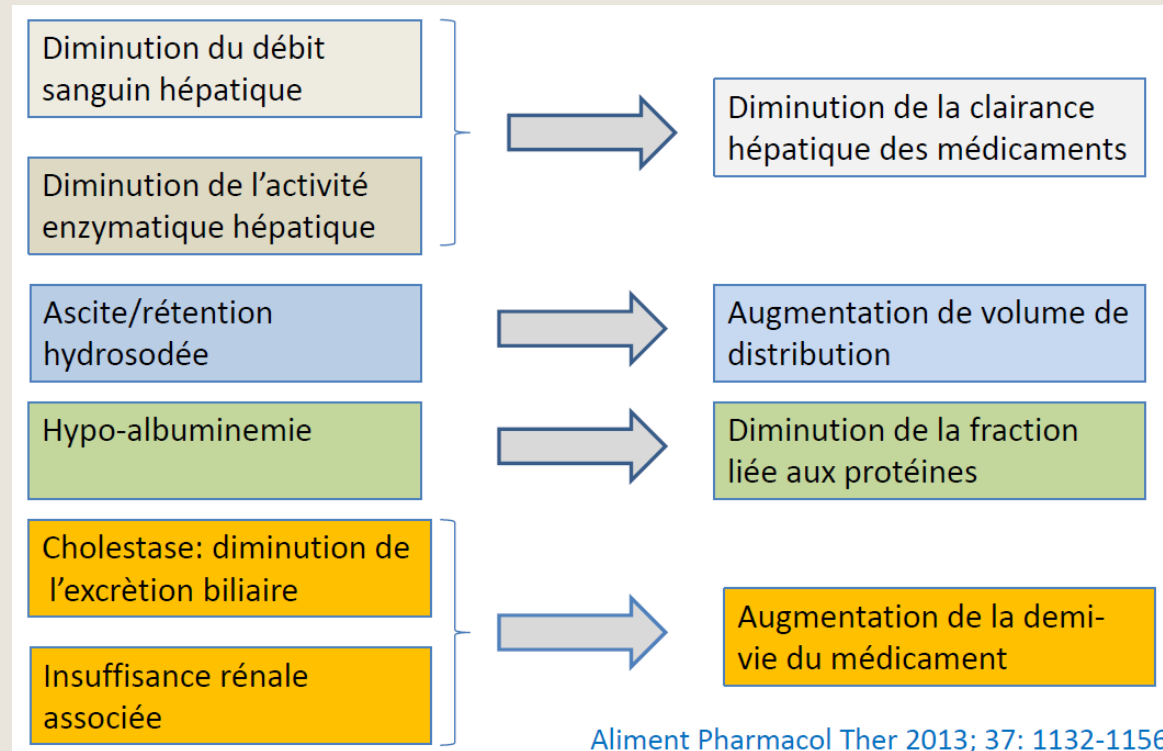 Diminution du débit
sanguin hépatique
Diminution de l'activité
enzymatique hépatique
Diminution de la clairance
hépatique des médicaments
Ascite/rétention
hydrosodée
Augmentation de volume de
distribution
Hypo-albuminemie
Diminution de la fraction
liée aux protéines
Cholestase: diminution de
l'excrètion biliaire
Insuffisance rénale
associée
Augmentation de la demi-
vie du médicament
Aliment Pharmacol Ther 2013; 37: 1132-1156